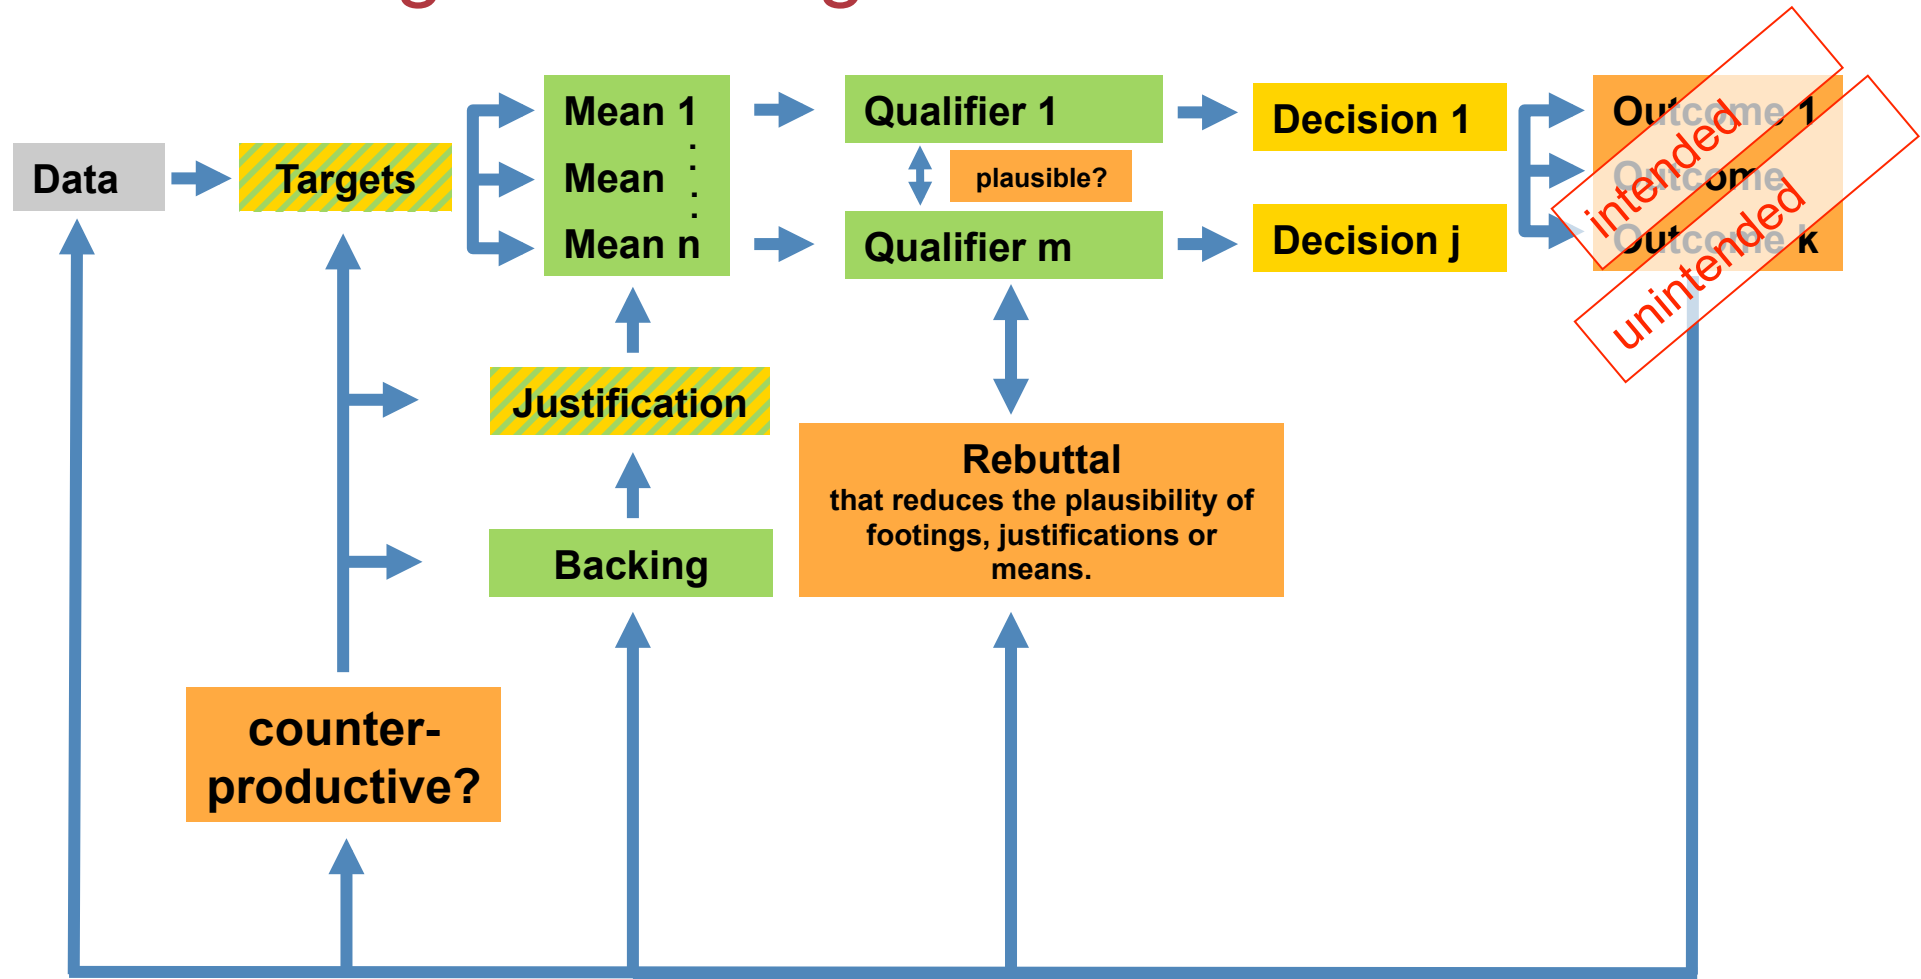 Data
Targets
Mean 1
Mean
Mean n
Qualifier 1
plausible?
Qualifier m
Decision 1
Decision j
Outcome 1
Outcome
Outcome k
intended
unintended
Justification
Backing
Rebuttal
that reduces the plausibility of
footings, justifications or
means.
counter-
productive?